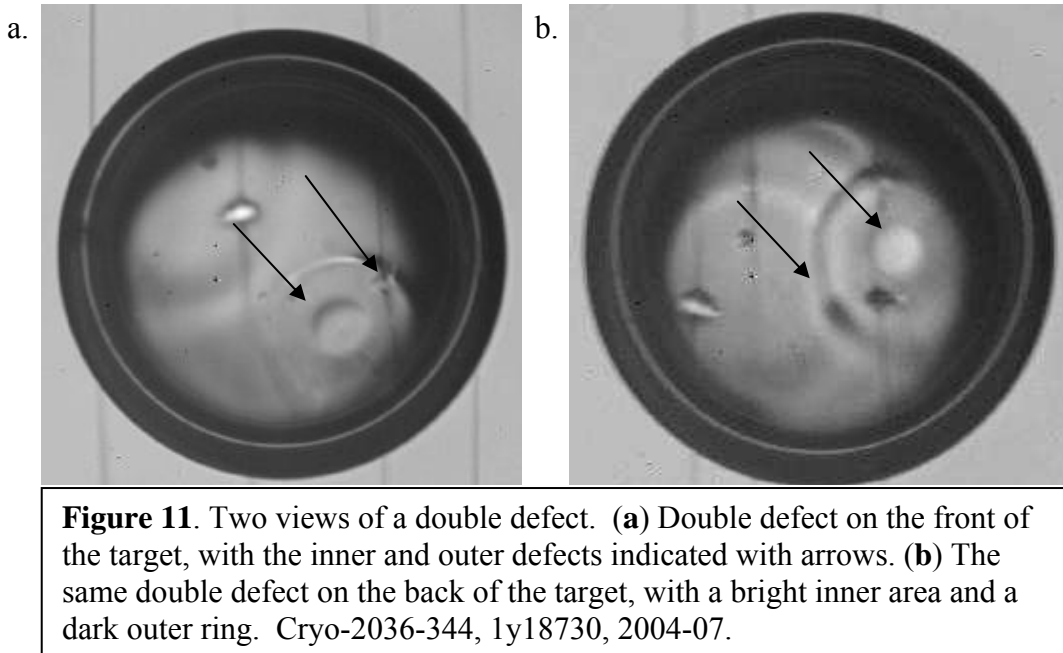 a.
b.
Figure 11. Two views of a double defect. (a) Double defect on the front of
the target, with the inner and outer defects indicated with arrows. (b) The
same double defect on the back of the target, with a bright inner area and a
dark outer ring. Cryo-2036-344, 1y18730, 2004-07.